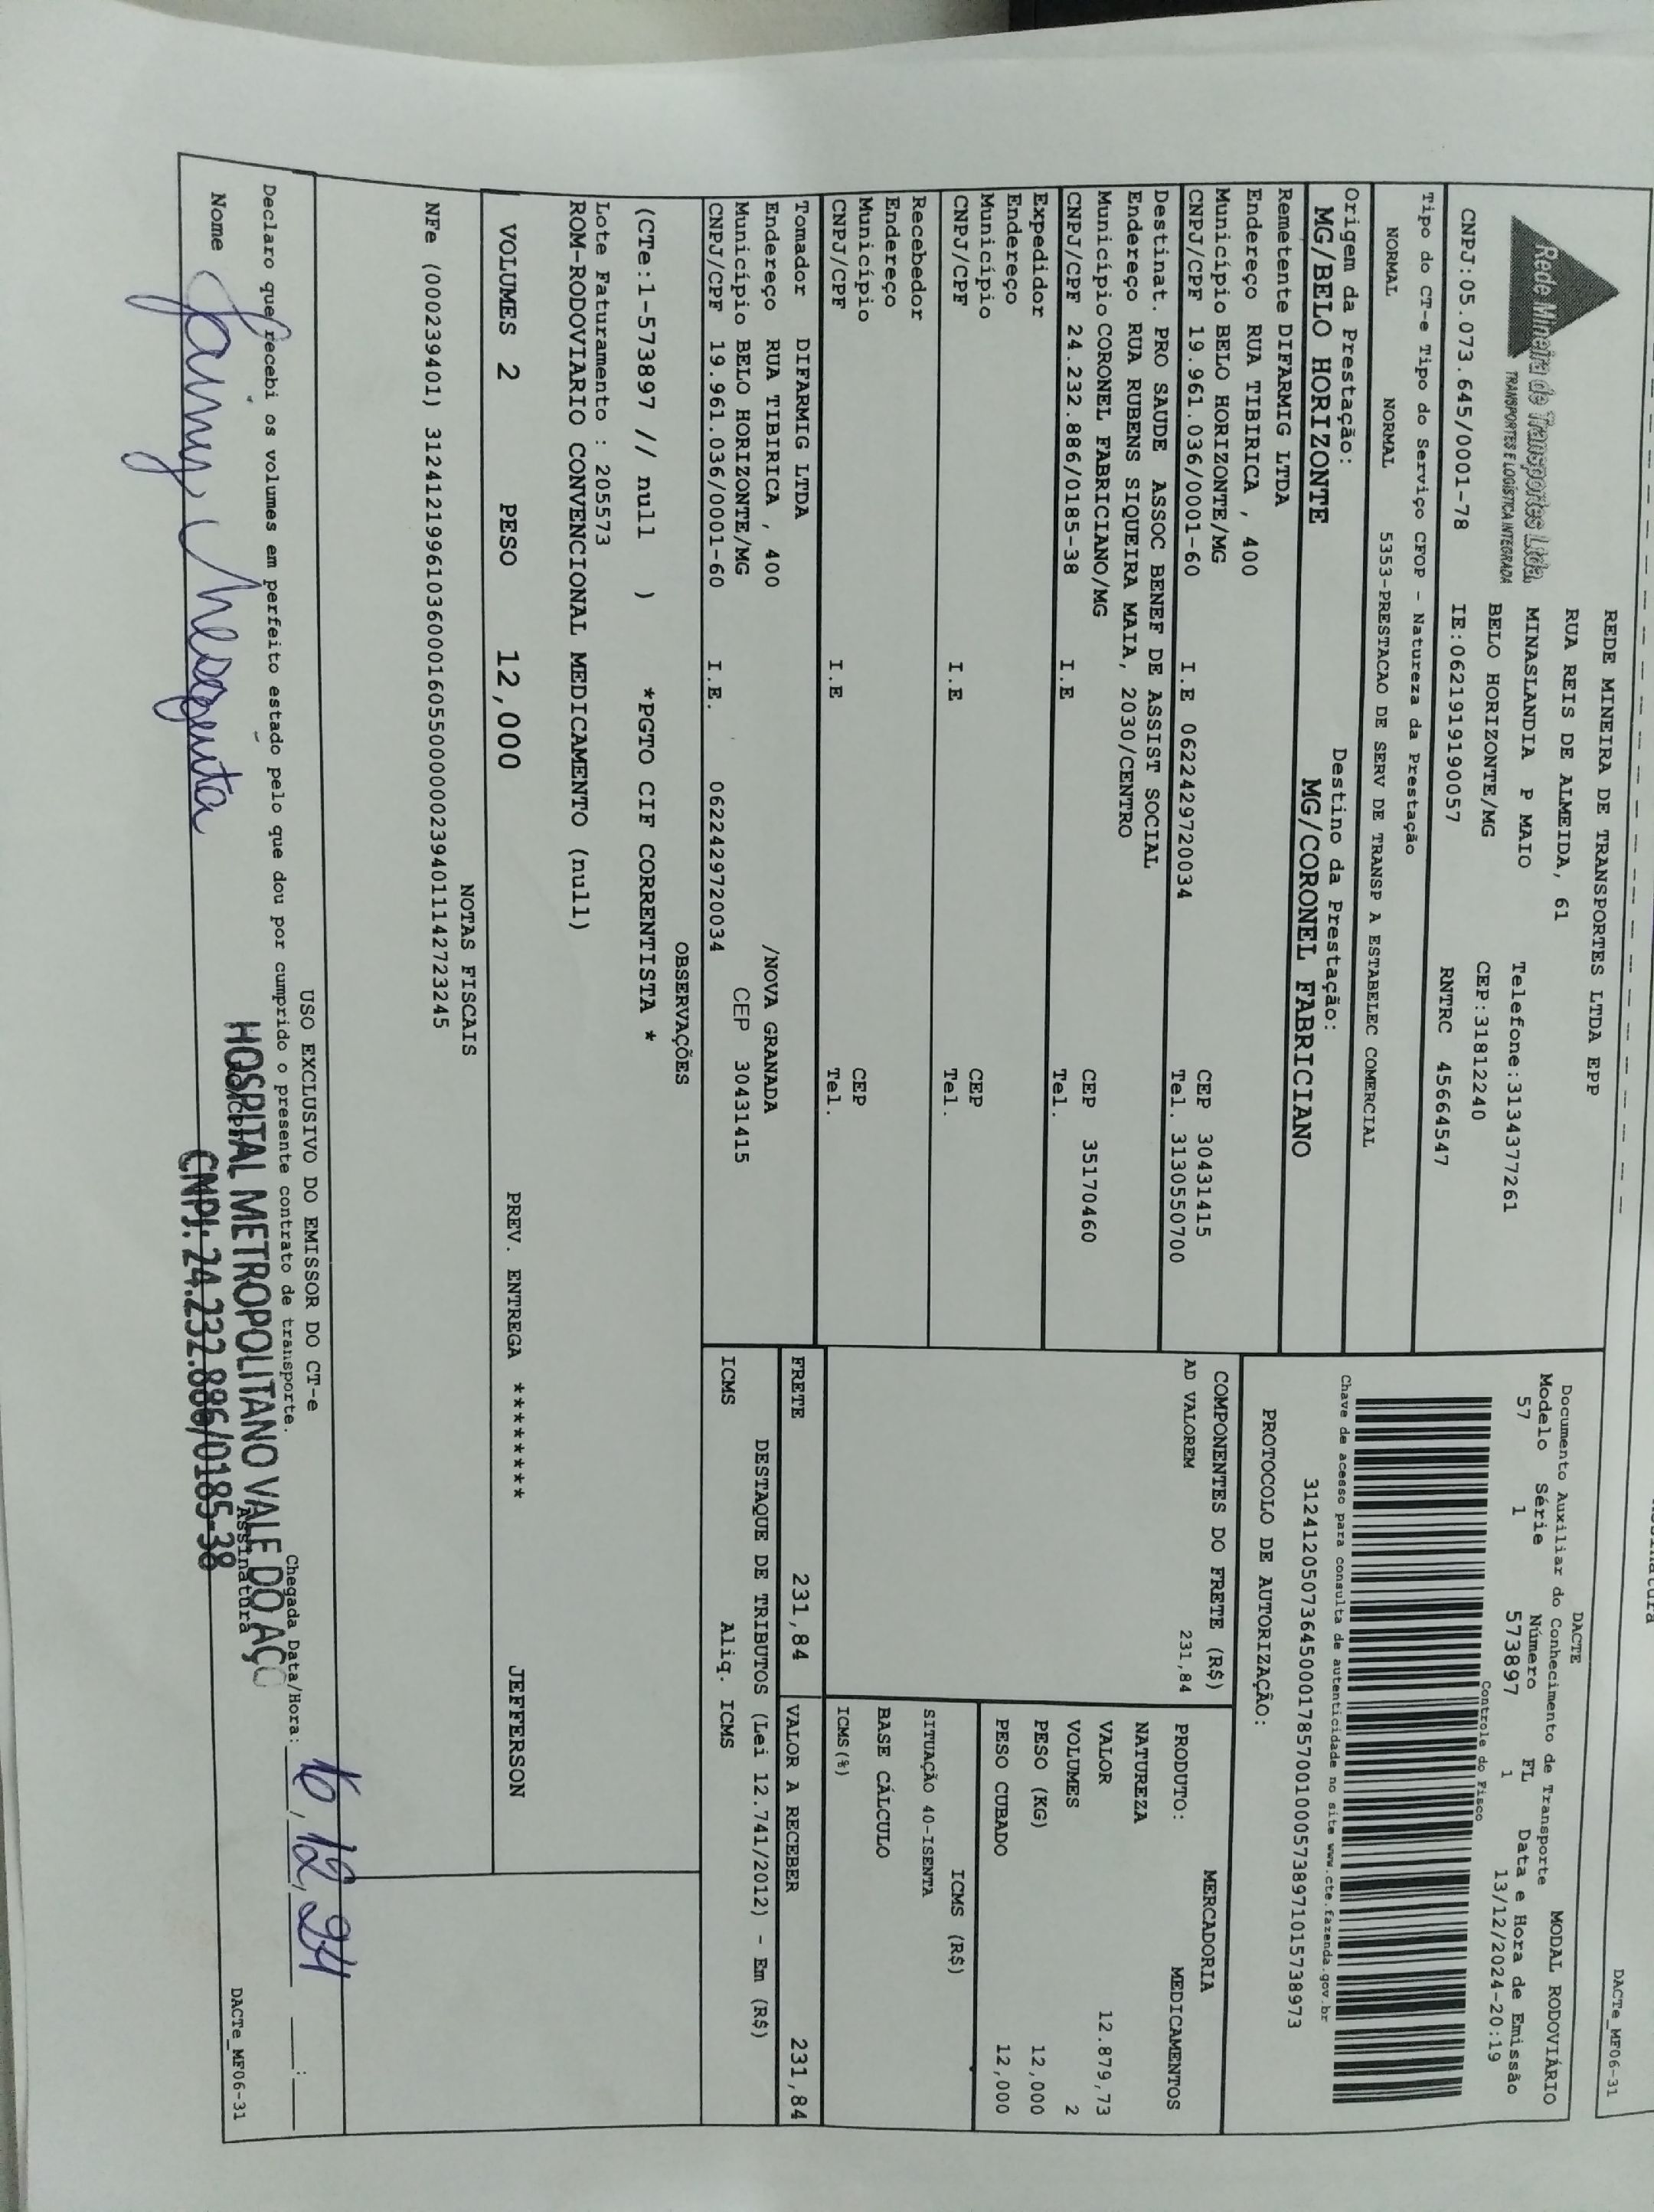 DACTe_MF06-31
Rede Mineira de Transportes Ltda.
TRANSPORTES E LOGÍSTICA INTEGRADA
REDE MINEIRA DE TRANSPORTES LTDA EPP
RUA REIS DE ALMEIDA, 61
MINASLANDIA P MAIO Telefone:3134377261
BELO HORIZONTE/MG CEP:31812240
CNPJ:05.073.645/0001-78 IE:0621919190057 RNTRC 45664547
DACTE MODAL RODOVIÁRIO
Documento Auxiliar do Conhecimento de Transporte
Modelo Série Número FL Data e Hora de Emissão
57 1 573897 1 13/12/2024-20:19
Controle do Fisco
Chave de acesso para consulta de autenticidade no site www.cte.fazenda.gov.br
31241205073645000178570010005738971015738973
PROTOCOLO DE AUTORIZAÇÃO:
Tipo do CT-e Tipo do Serviço CFOP - Natureza da Prestação
NORMAL NORMAL 5353-PRESTACAO DE SERV DE TRANSP A ESTABELEC COMERCIAL
Origem da Prestação: Destino da Prestação:
MG/BELO HORIZONTE MG/CORONEL FABRICIANO
Remetente DIFARMIG LTDA
Endereço RUA TIBIRICA , 400
Município BELO HORIZONTE/MG CEP 30431415
CNPJ/CPF 19.961.036/0001-60 I.E 0622429720034 Tel. 3130550700
Destinat. PRO SAUDE ASSOC BENEF DE ASSIST SOCIAL
Endereço RUA RUBENS SIQUEIRA MAIA, 2030/CENTRO
Município CORONEL FABRICIANO/MG CEP 35170460
CNPJ/CPF 24.232.886/0185-38 I.E Tel.
Expedidor
Endereço
Município CEP
CNPJ/CPF I.E Tel.
Recebedor
Endereço
Município CEP
CNPJ/CPF I.E Tel.
Tomador DIFARMIG LTDA
Endereço RUA TIBIRICA , 400 /NOVA GRANADA
Município BELO HORIZONTE/MG CEP 30431415
CNPJ/CPF 19.961.036/0001-60 I.E. 0622429720034
COMPONENTES DO FRETE (R$)
AD VALOREM 231,84
MERCADORIA
PRODUTO: MEDICAMENTOS
NATUREZA
VALOR 12.879,73
VOLUMES 2
PESO (KG) 12,000
PESO CUBADO 12,000
ICMS (R$)
SITUAÇÃO 40-ISENTA
BASE CÁLCULO
ICMS(%)
FRETE 231,84 VALOR A RECEBER 231,84
DESTAQUE DE TRIBUTOS (Lei 12.741/2012) - Em (R$)
ICMS Aliq. ICMS
OBSERVAÇÕES
(CTe:1-573897 // null ) *PGTO CIF CORRENTISTA *
Lote Faturamento : 205573
ROM-RODOVIARIO CONVENCIONAL MEDICAMENTO (null)
VOLUMES 2 PESO 12,000 PREV. ENTREGA ******** JEFFERSON
NOTAS FISCAIS
NFe (000239401) 31241219961036000160550000002394011142723245
USO EXCLUSIVO DO EMISSOR DO CT-e
Declaro que recebi os volumes em perfeito estado pelo que dou por cumprido o presente contrato de transporte.
Chegada Data/Hora: 16, 12, 24 __:__
Nome Assinatura
HOSPITAL METROPOLITANO VALE DO AÇO
CNPJ: 24.232.886/0185-38
DACTe_MF06-31